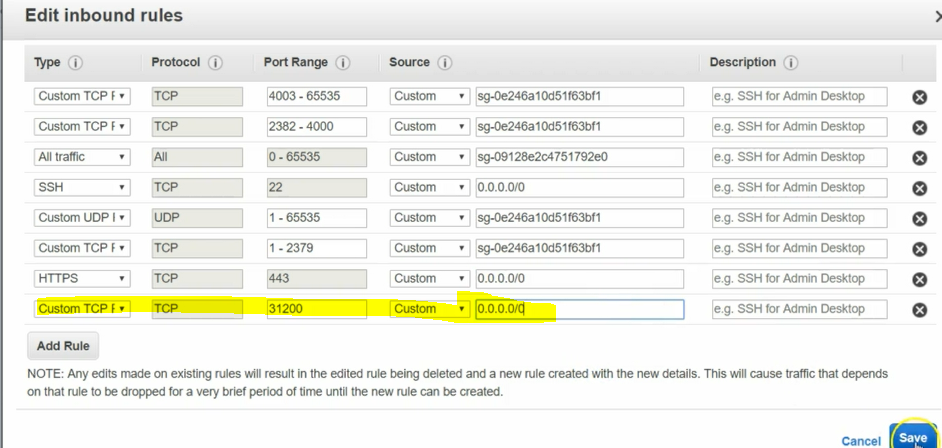 Edit inbound rules
Type Protocol Port Range Source Description
Custom TCP F TCP 4003 - 65535 Custom sg-0e246a10d51f63bf1 e.g. SSH for Admin Desktop
Custom TCP F TCP 2382 - 4000 Custom sg-0e246a10d51f63bf1 e.g. SSH for Admin Desktop
All traffic All 0 - 65535 Custom sg-09128e2c4751792e0 e.g. SSH for Admin Desktop
SSH TCP 22 Custom 0.0.0.0/0 e.g. SSH for Admin Desktop
Custom UDP I UDP 1 - 65535 Custom sg-0e246a10d51f63bf1 e.g. SSH for Admin Desktop
Custom TCP F TCP 1 - 2379 Custom sg-0e246a10d51f63bf1 e.g. SSH for Admin Desktop
HTTPS TCP 443 Custom 0.0.0.0/0 e.g. SSH for Admin Desktop
Custom TCP F TCP 31200 Custom 0.0.0.0/0 e.g. SSH for Admin Desktop
Add Rule
NOTE: Any edits made on existing rules will result in the edited rule being deleted and a new rule created with the new details. This will cause traffic that depends
on that rule to be dropped for a very brief period of time until the new rule can be created.
Cancel Save